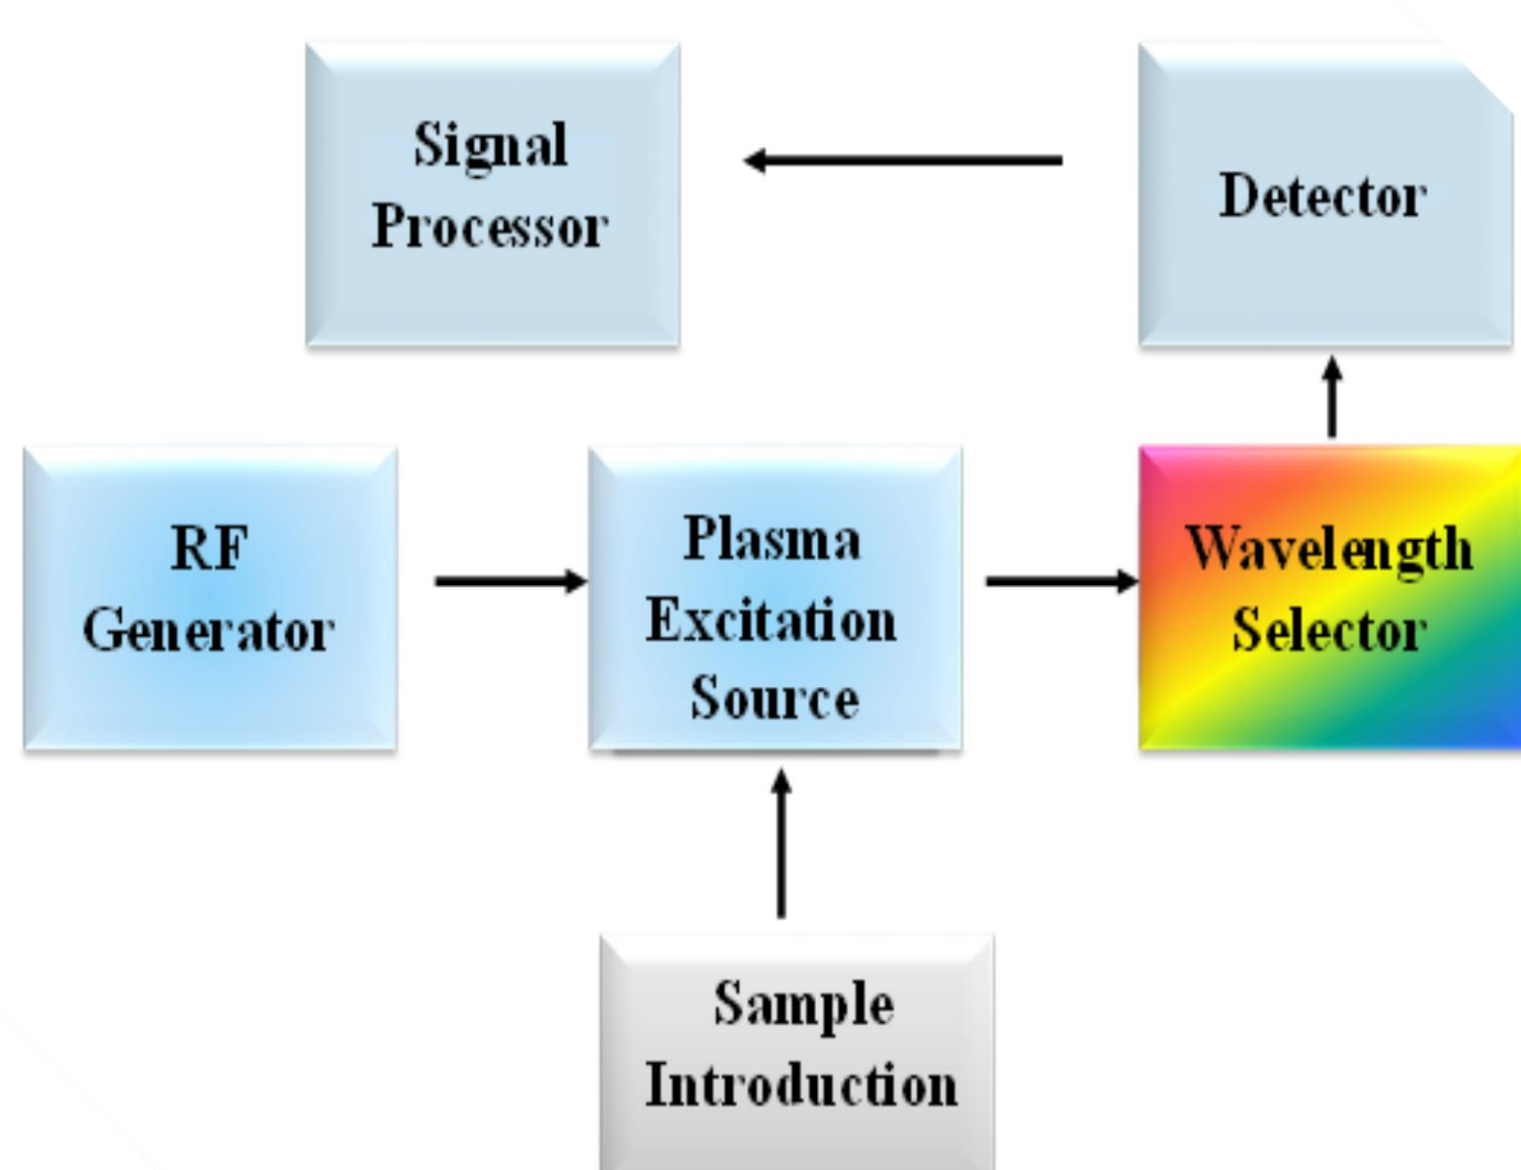 Signal
Processor
Detector
RF
Generator
Plasma
Excitation
Source
Wavelength
Selector
Sample
Introduction